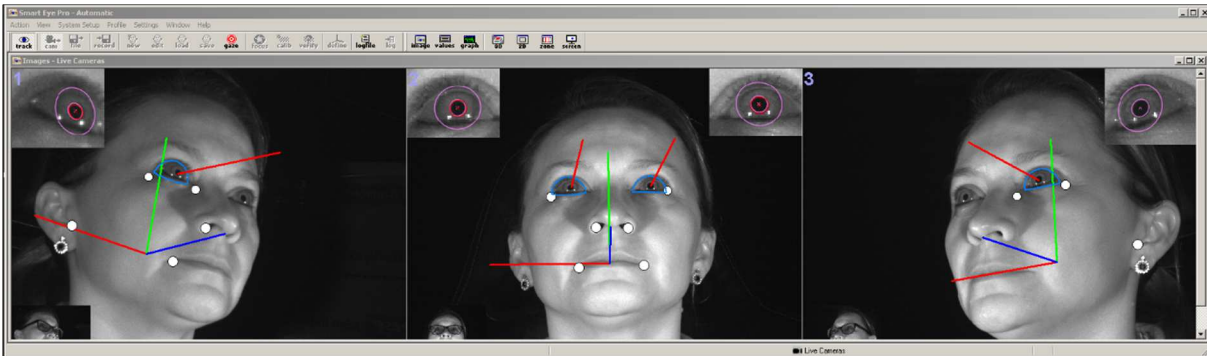 Smart Eye Pro - Automatic
Action View System Setup Profile Settings Window Help
track cam file record new edit load save gaze focus calib verify define logfile log image values graph 3D 2D zone screen
Images - Live Cameras
1 2 3
Live Cameras